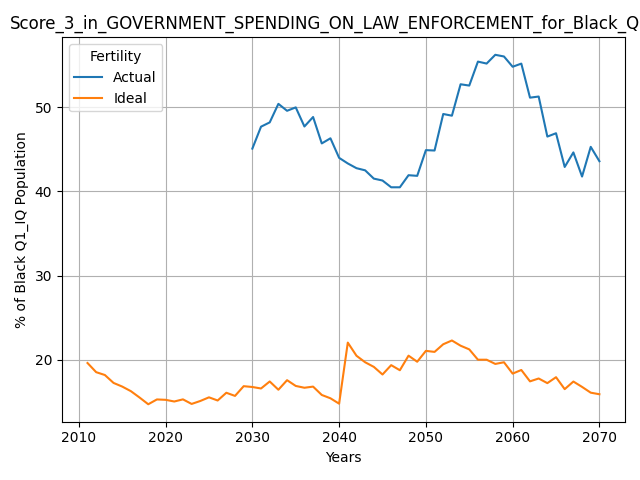 Score_3_in_GOVERNMENT_SPENDING_ON_LAW_ENFORCEMENT_for_Black_Q
Fertility
Actual
Ideal
% of Black Q1_IQ Population
50
40
30
20
2010 2020 2030 2040 2050 2060 2070
Years